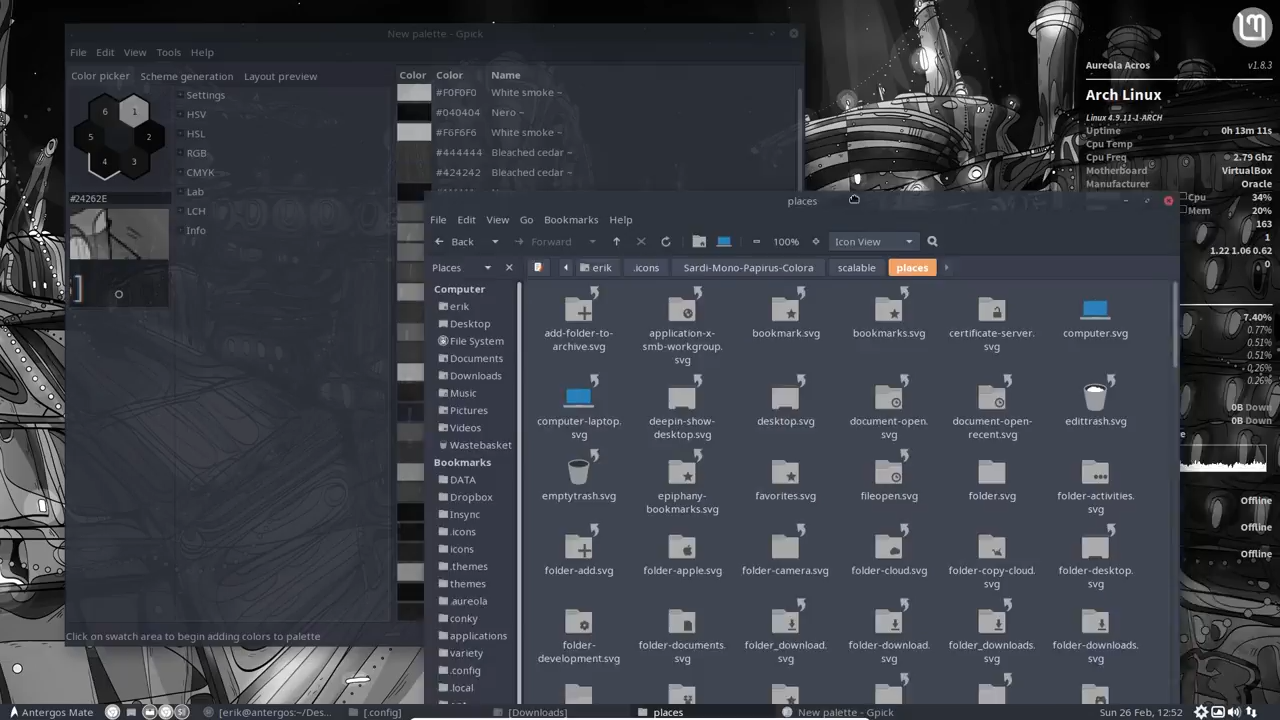 New palette - Gpick
File Edit View Tools Help
Color picker Scheme generation Layout preview
6 1
5 2
4 3
#24262E
Settings
HSV
HSL
RGB
CMYK
Lab
LCH
Info
Color Color Name
#F0F0F0 White smoke ~
#040404 Nero ~
#F6F6F6 White smoke ~
#444444 Bleached cedar ~
#424242 Bleached cedar ~
Click on swatch area to begin adding colors to palette
places
File Edit View Go Bookmarks Help
Back Forward 100% Icon View
Places erik .icons Sardi-Mono-Papirus-Colora scalable places
Computer
erik
Desktop
File System
Documents
Downloads
Music
Pictures
Videos
Wastebasket
Bookmarks
DATA
Dropbox
Insync
.icons
icons
.themes
themes
.aureola
conky
applications
variety
.config
.local
add-folder-to-archive.svg
application-x-smb-workgroup.svg
bookmark.svg
bookmarks.svg
certificate-server.svg
computer.svg
computer-laptop.svg
deepin-show-desktop.svg
desktop.svg
document-open.svg
document-open-recent.svg
edittrash.svg
emptytrash.svg
epiphany-bookmarks.svg
favorites.svg
fileopen.svg
folder.svg
folder-activities.svg
folder-add.svg
folder-apple.svg
folder-camera.svg
folder-cloud.svg
folder-copy-cloud.svg
folder-desktop.svg
folder-development.svg
folder-documents.svg
folder_download.svg
folder-download.svg
folder_downloads.svg
folder-downloads.svg
Aureola Acros v1.8.3
Arch Linux
Linux 4.9.11-1-ARCH
Uptime 0h 13m 11s
Cpu Temp
Cpu Freq 2.79 Ghz
Motherboard VirtualBox
Manufacturer Oracle
Cpu 34%
Mem 20%
163
1
1.22 1.06 0.62
0
7.40%
0.77%
0.51%
0.51%
0.26%
0.26%
0B Down
0B Down
Offline
Offline
Offline
Antergos Mate [erik@antergos:~/Des... [.config] [Downloads] places New palette - Gpick Sun 26 Feb, 12:52